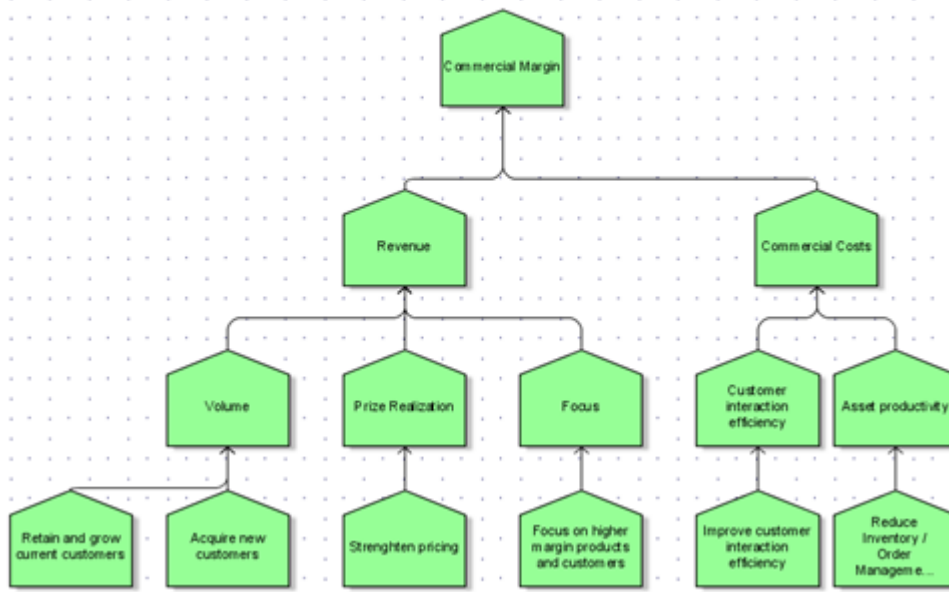 Commercial Margin
Revenue
Commercial Costs
Volume
Prize Realization
Focus
Customer
interaction
efficiency
Asset productivity
Retain and grow
current customers
Acquire new
customers
Strenghten pricing
Focus on higher
margin products
and customers
Improve customer
interaction
efficiency
Reduce
Inventory /
Order
Manageme...